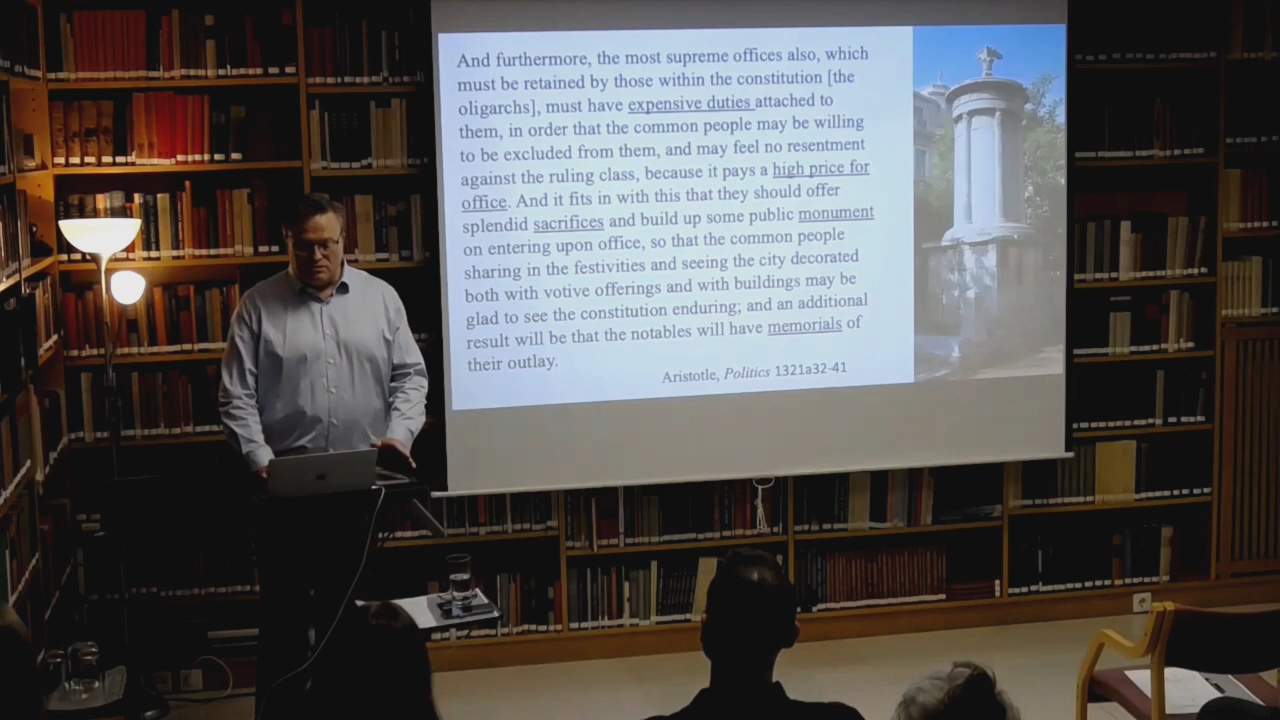 And furthermore, the most supreme offices also, which
must be retained by those within the constitution [the
oligarchs], must have expensive duties attached to
them, in order that the common people may be willing
to be excluded from them, and may feel no resentment
against the ruling class, because it pays a high price for
office. And it fits in with this that they should offer
splendid sacrifices and build up some public monument
on entering upon office, so that the common people
sharing in the festivities and seeing the city decorated
both with votive offerings and with buildings may be
glad to see the constitution enduring; and an additional
result will be that the notables will have memorials of
their outlay.
Aristotle, Politics 1321a32-41